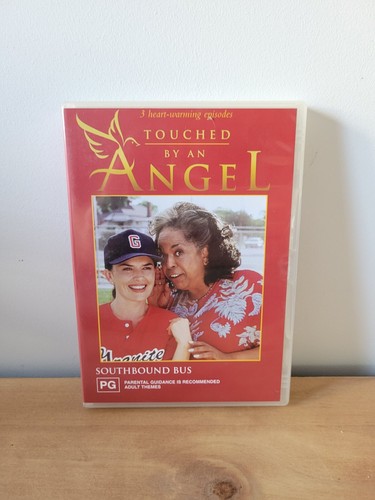 3 heart-warming episodes
TOUCHED
BY AN
ANGEL
G
SOUTHBOUND BUS
PG
PARENTAL GUIDANCE IS RECOMMENDED
ADULT THEMES